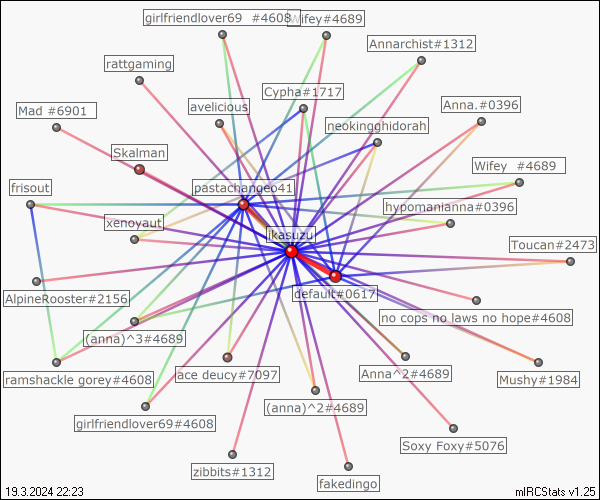 girlfriendlover69 #4608
Wifey#4689
Annarchist#1312
rattgaming
Cypha#1717
Mad #6901
avelicious
Anna.#0396
neokingghidorah
Skalman
Wifey #4689
frisout
pastachangeo41
hypomanianna#0396
xenoyaut
ikasuzu
Toucan#2473
default#0617
AlpineRooster#2156
no cops no laws no hope#4608
(anna)^3#4689
ramshackle gorey#4608
ace deucy#7097
Anna^2#4689
Mushy#1984
(anna)^2#4689
girlfriendlover69#4608
Soxy Foxy#5076
zibbits#1312
fakedingo
19.3.2024 22:23
mIRCStats v1.25